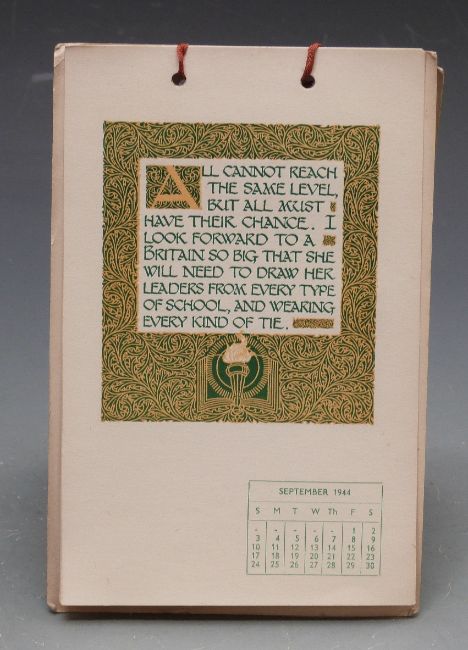 ALL CANNOT REACH
THE SAME LEVEL,
BUT ALL MUST
HAVE THEIR CHANCE. I
LOOK FORWARD TO A
BRITAIN SO BIG THAT SHE
WILL NEED TO DRAW HER
LEADERS FROM EVERY TYPE
OF SCHOOL, AND WEARING
EVERY KIND OF TIE.
SEPTEMBER 1944
S M T W Th F S
- - - - - 1 2
3 4 5 6 7 8 9
10 11 12 13 14 15 16
17 18 19 20 21 22 23
24 25 26 27 28 29 30